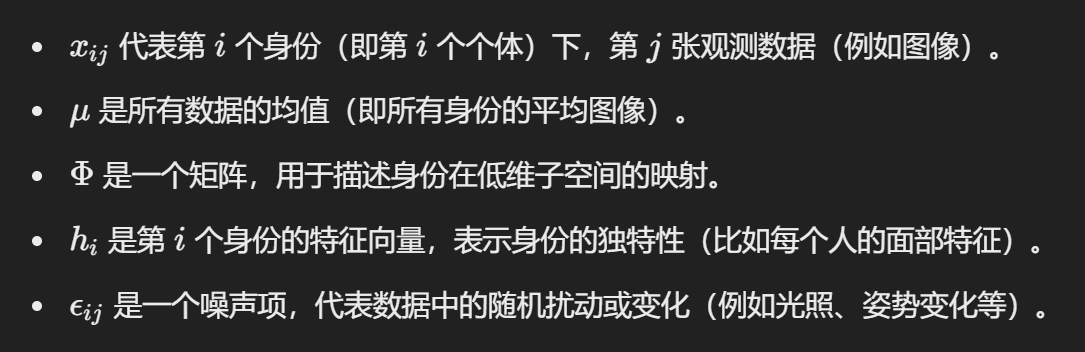 • x_{ij} 代表第 i 个身份（即第 i 个个体）下，第 j 张观测数据（例如图像）。
• μ 是所有数据的均值（即所有身份的平均图像）。
• Φ 是一个矩阵，用于描述身份在低维子空间的映射。
• h_i 是第 i 个身份的特征向量，表示身份的独特性（比如每个人的面部特征）。
• ϵ_{ij} 是一个噪声项，代表数据中的随机扰动或变化（例如光照、姿势变化等）。